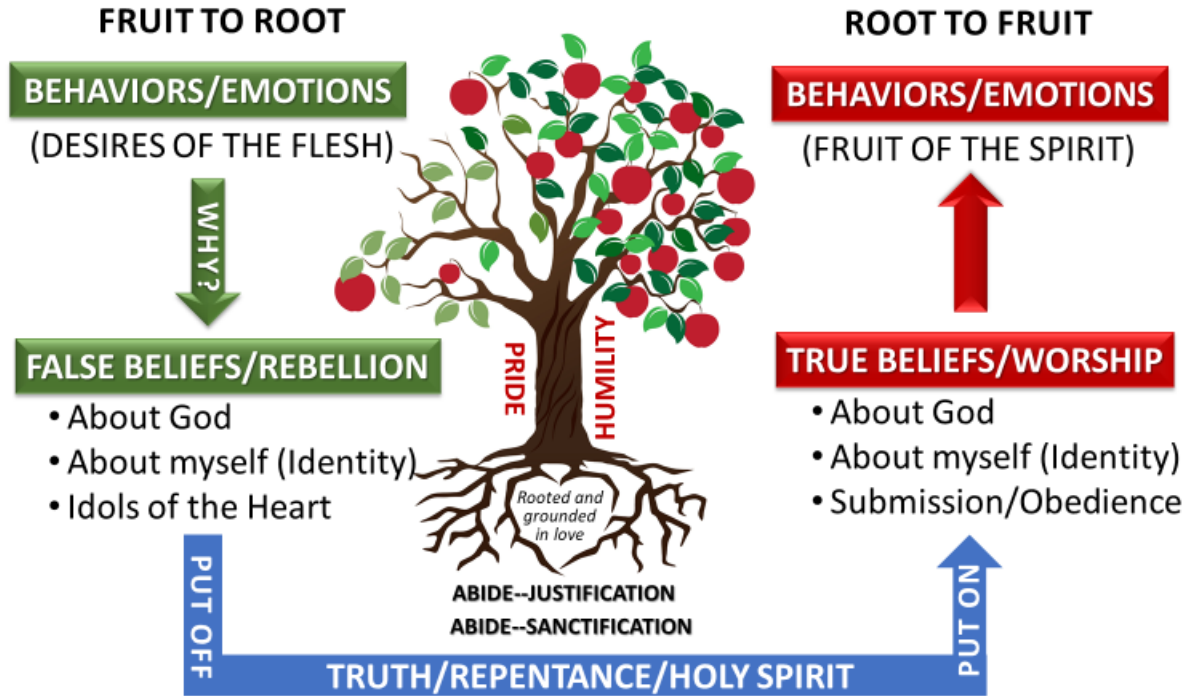 FRUIT TO ROOT
BEHAVIORS/EMOTIONS
(DESIRES OF THE FLESH)
WHY?
FALSE BELIEFS/REBELLION
• About God
• About myself (Identity)
• Idols of the Heart
PUT OFF
PRIDE
HUMILITY
Rooted and
grounded
in love
ABIDE--JUSTIFICATION
ABIDE--SANCTIFICATION
TRUTH/REPENTANCE/HOLY SPIRIT
ROOT TO FRUIT
BEHAVIORS/EMOTIONS
(FRUIT OF THE SPIRIT)
TRUE BELIEFS/WORSHIP
• About God
• About myself (Identity)
• Submission/Obedience
PUT ON